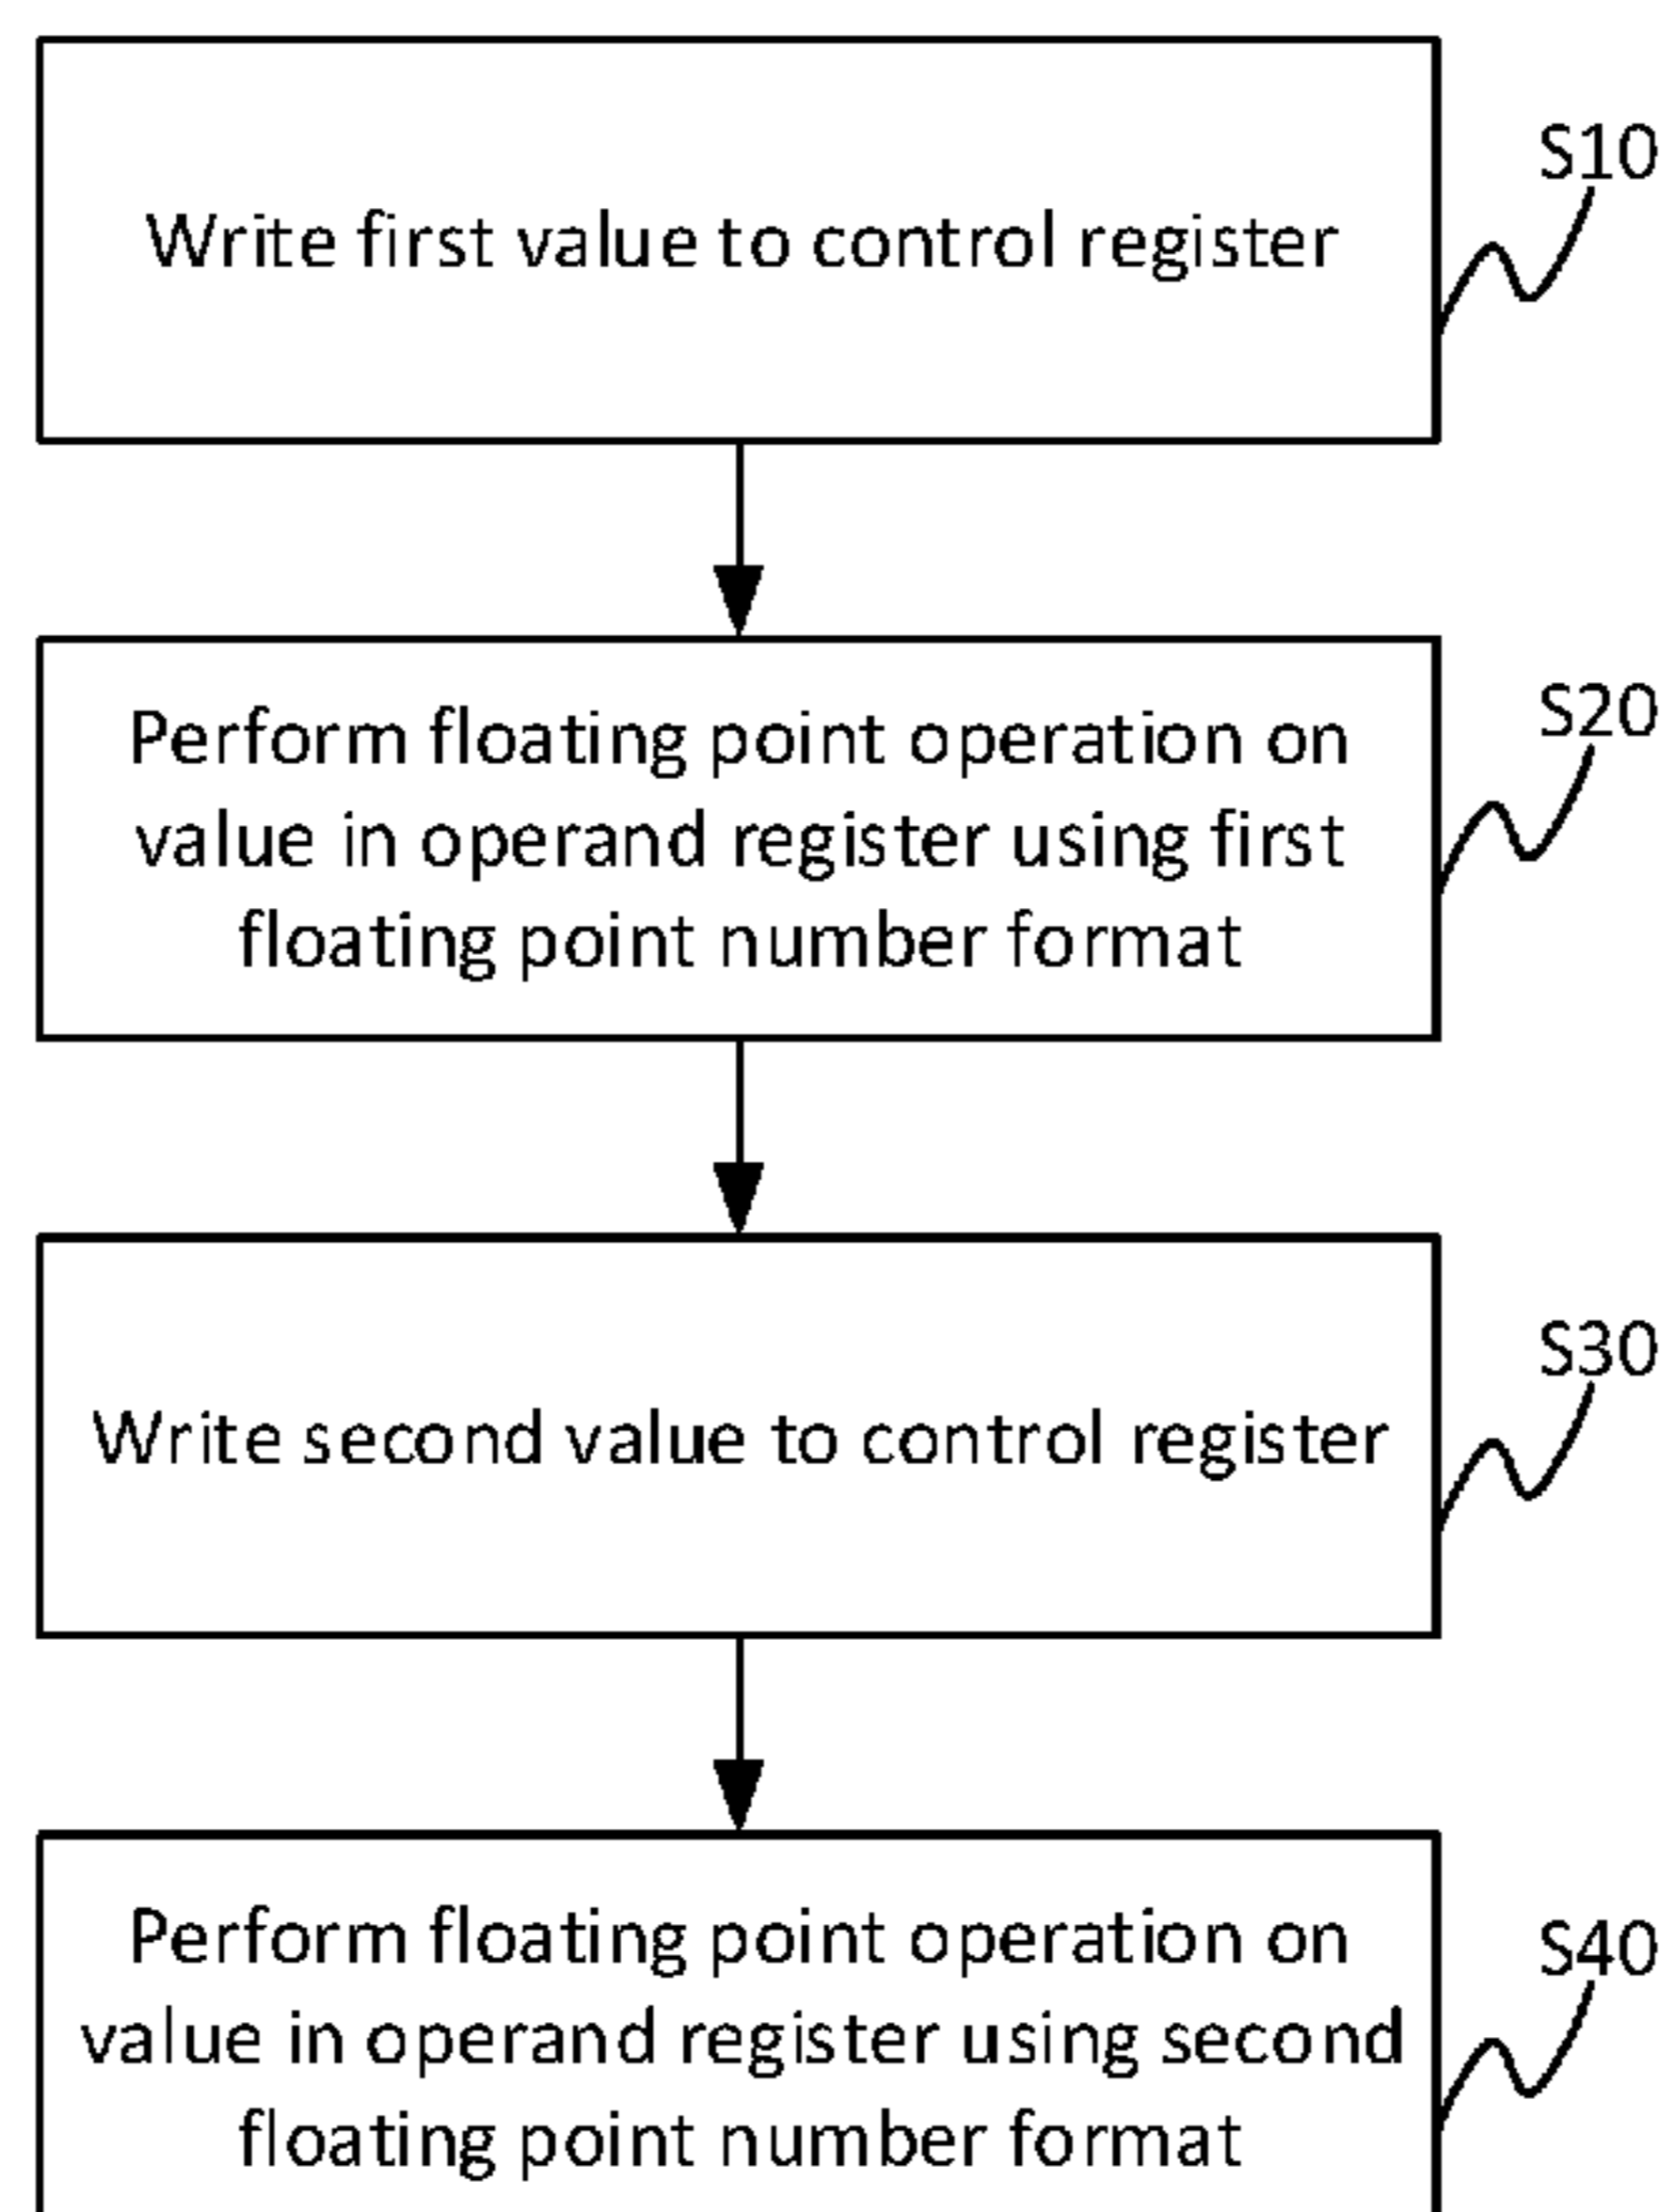 S10
Write first value to control register
S20
Perform floating point operation on
value in operand register using first
floating point number format
S30
Write second value to control register
S40
Perform floating point operation on
value in operand register using second
floating point number format